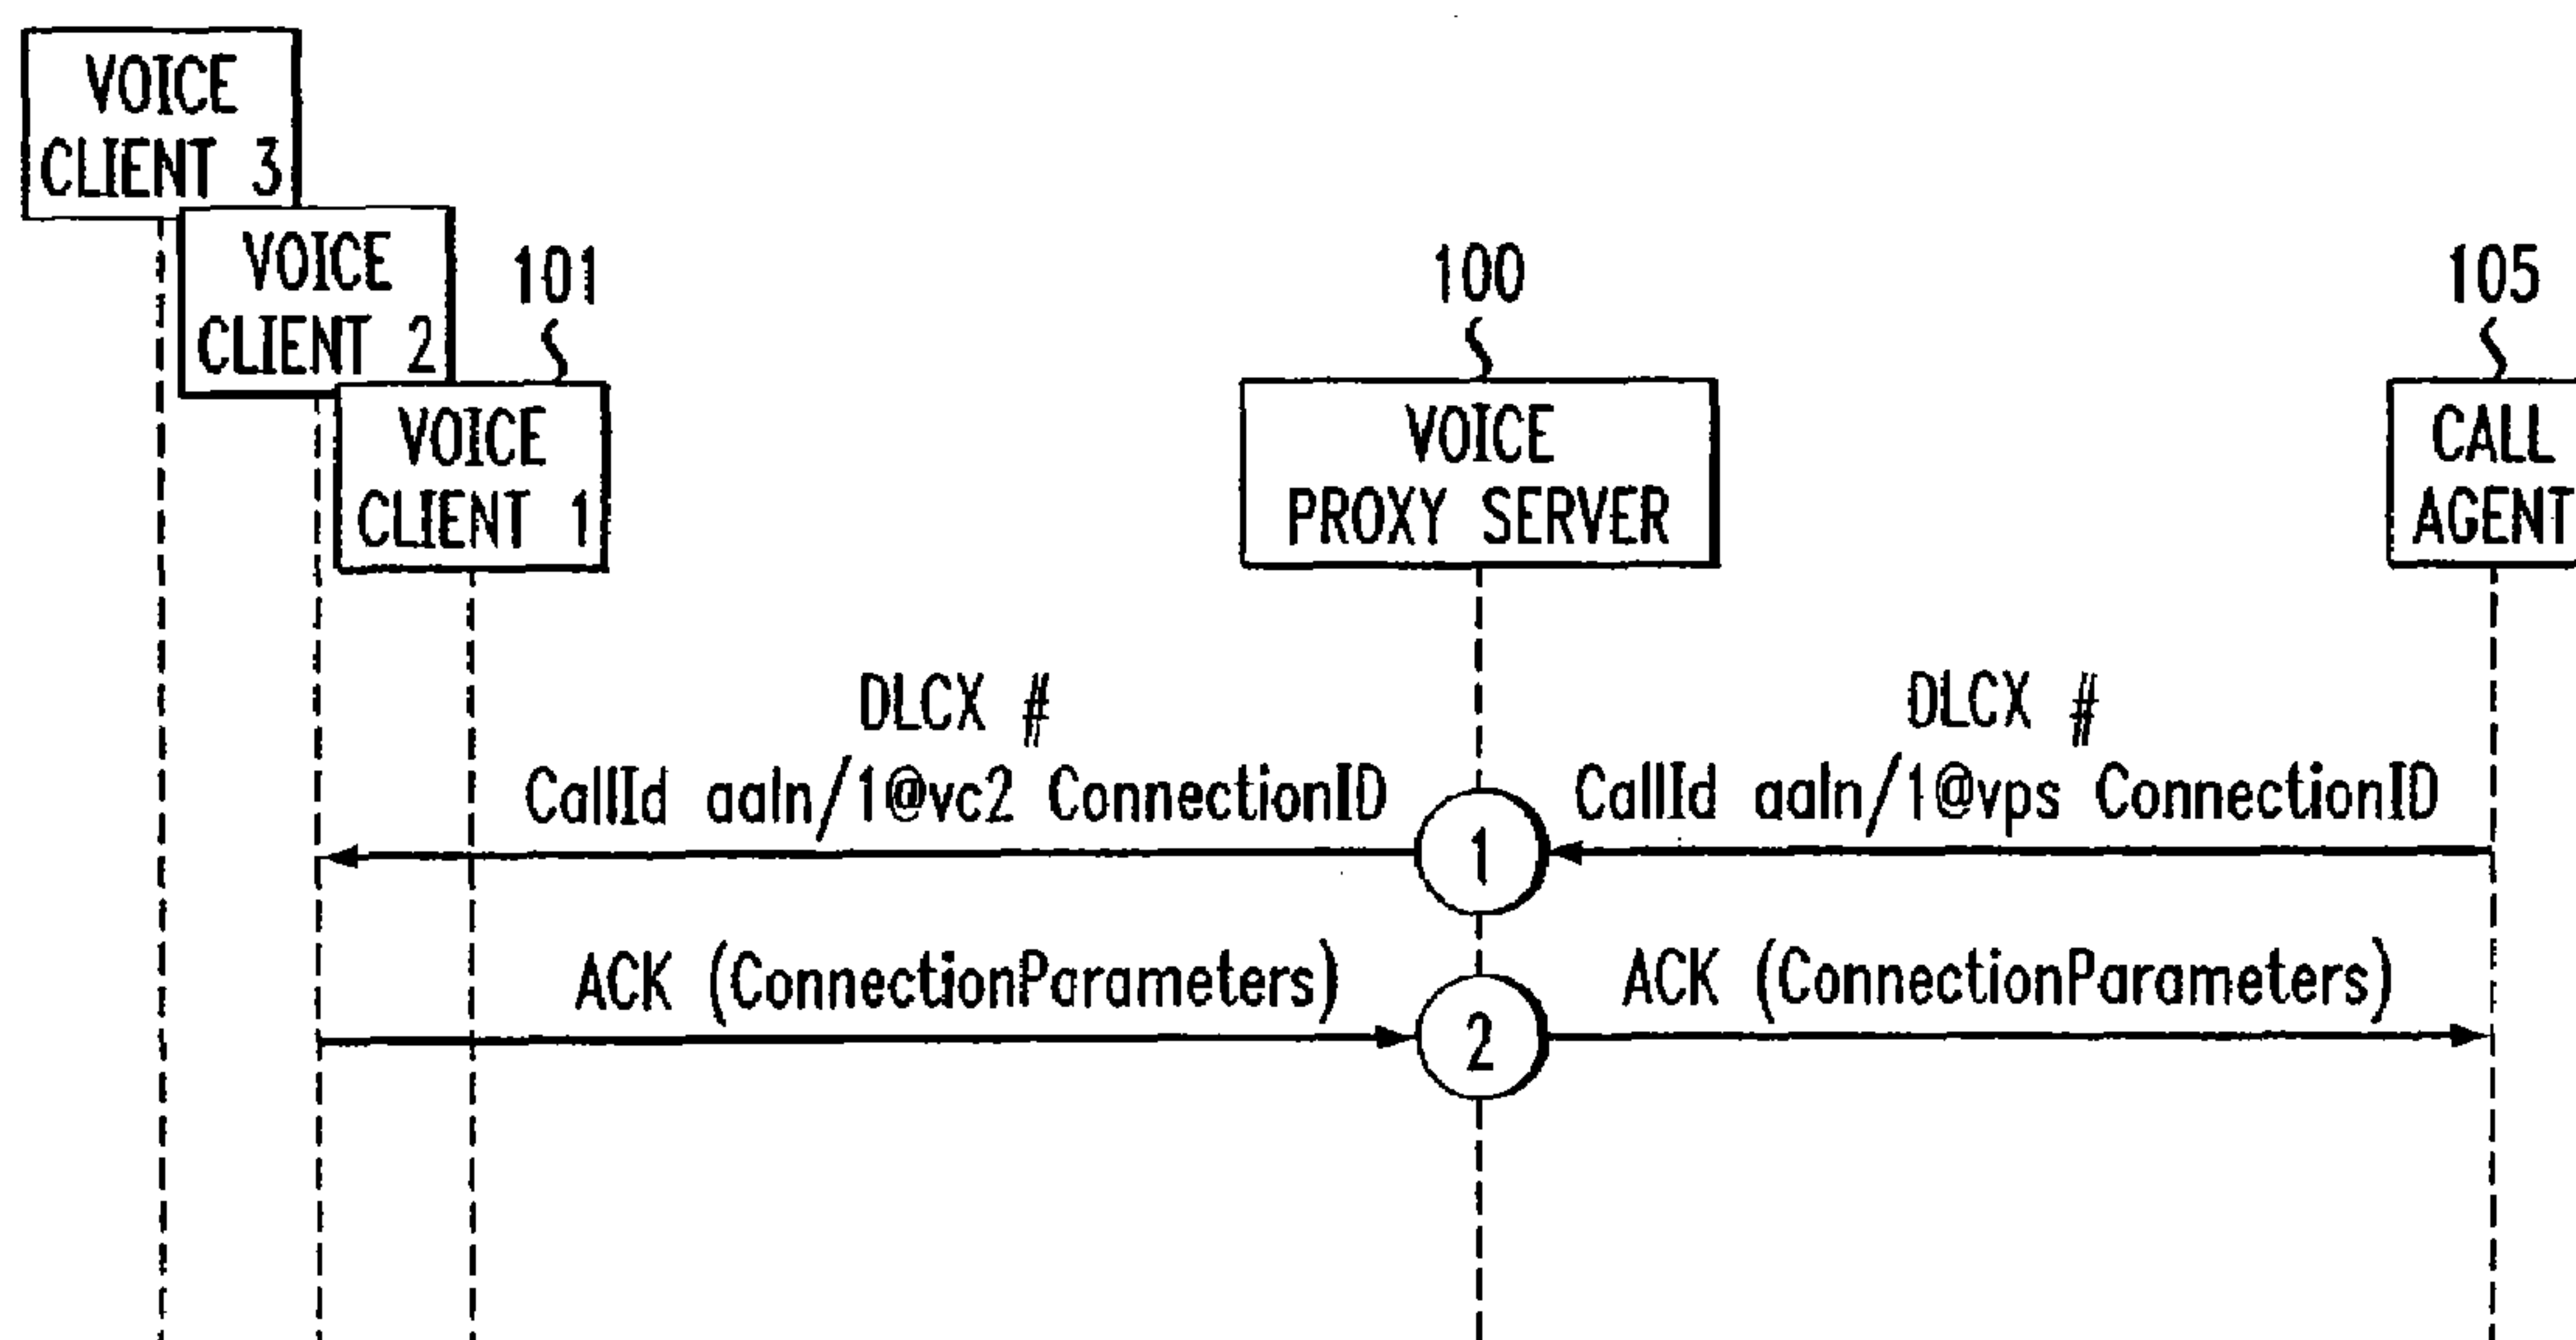 VOICE
CLIENT 3
VOICE
CLIENT 2
101
VOICE
CLIENT 1
100
VOICE
PROXY SERVER
105
CALL
AGENT
DLCX #
CallId aaln/1@vc2 ConnectionID
DLCX #
CallId aaln/1@vps ConnectionID
1
ACK (ConnectionParameters)
ACK (ConnectionParameters)
2